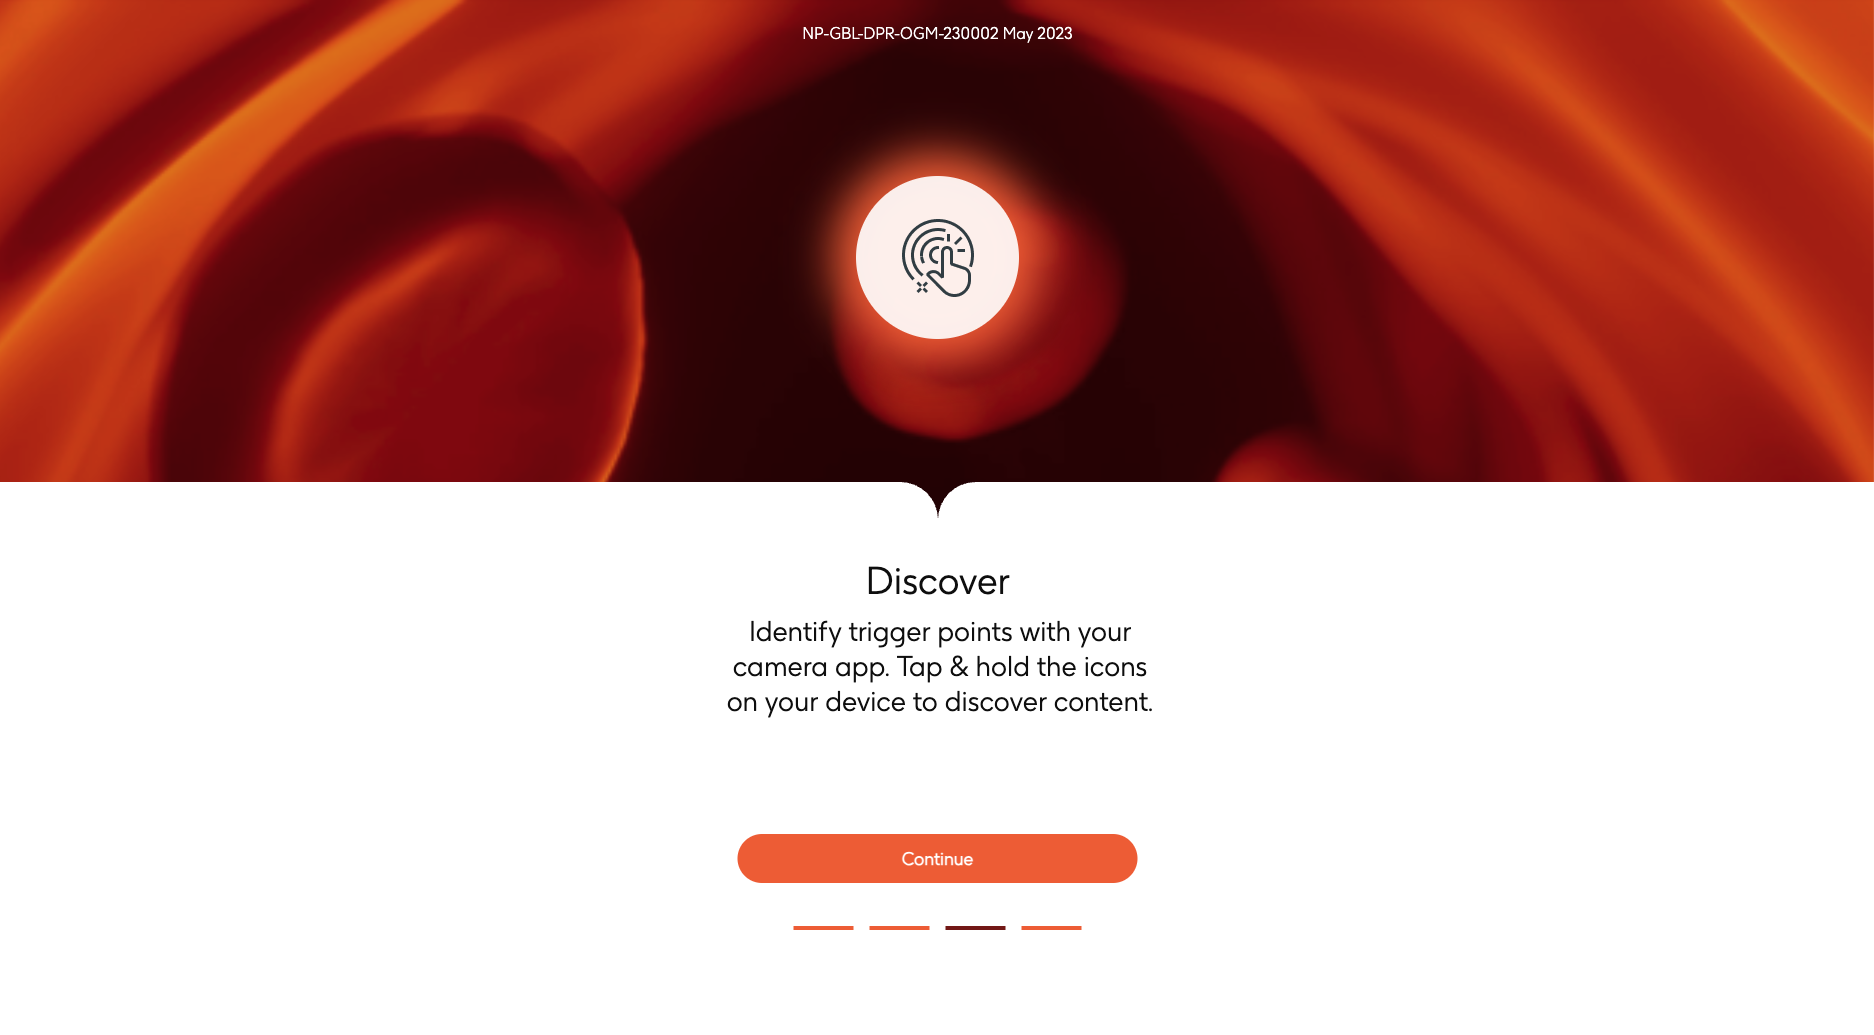 NP-GBL-DPR-OGM-230002 May 2023
Discover
Identify trigger points with your
camera app. Tap & hold the icons
on your device to discover content.
Continue